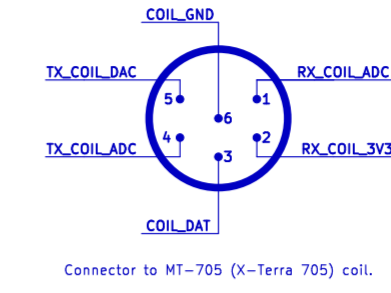 COIL_GND
TX_COIL_DAC
RX_COIL_ADC
5
1
6
4
2
3
TX_COIL_ADC
RX_COIL_3V3
COIL_DAT
Connector to MT-705 (X-Terra 705) coil.